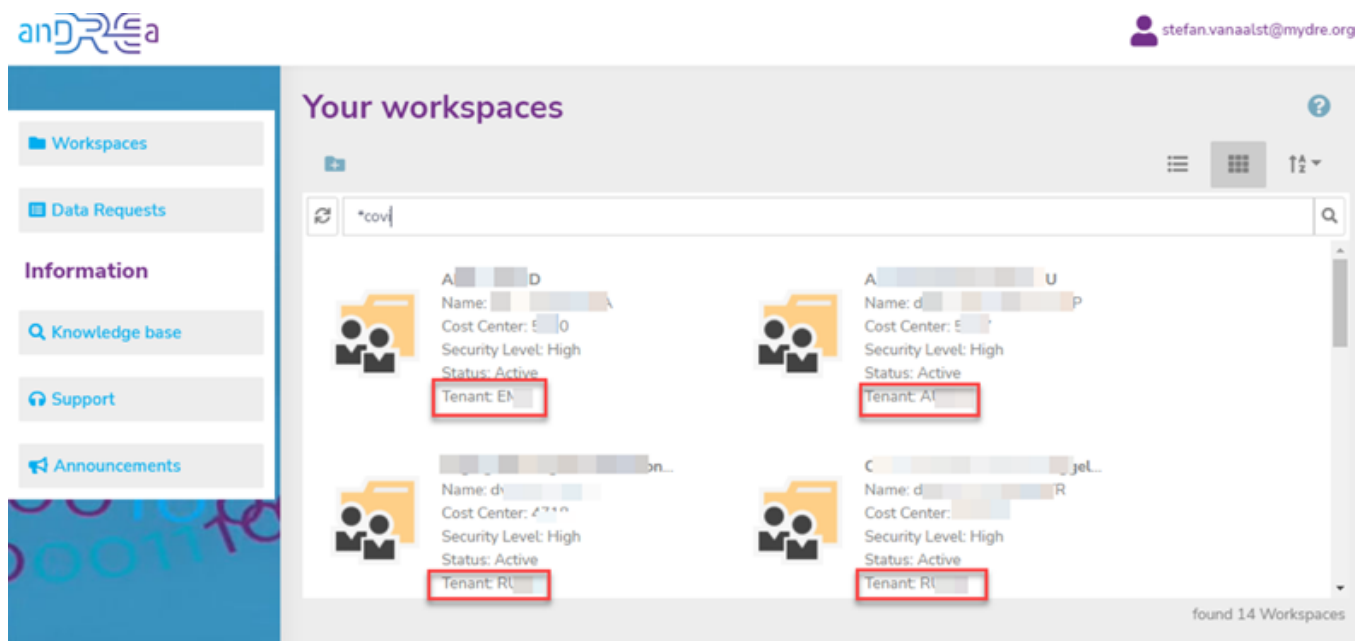 anDREa
stefan.vanaalst@mydre.org
Workspaces
Data Requests
Information
Knowledge base
Support
Announcements
Your workspaces
*covi
Name:
Cost Center:
Security Level: High
Status: Active
Tenant:
Name:
Cost Center:
Security Level: High
Status: Active
Tenant:
Name:
Cost Center:
Security Level: High
Status: Active
Tenant:
Name:
Cost Center:
Security Level: High
Status: Active
Tenant:
found 14 Workspaces